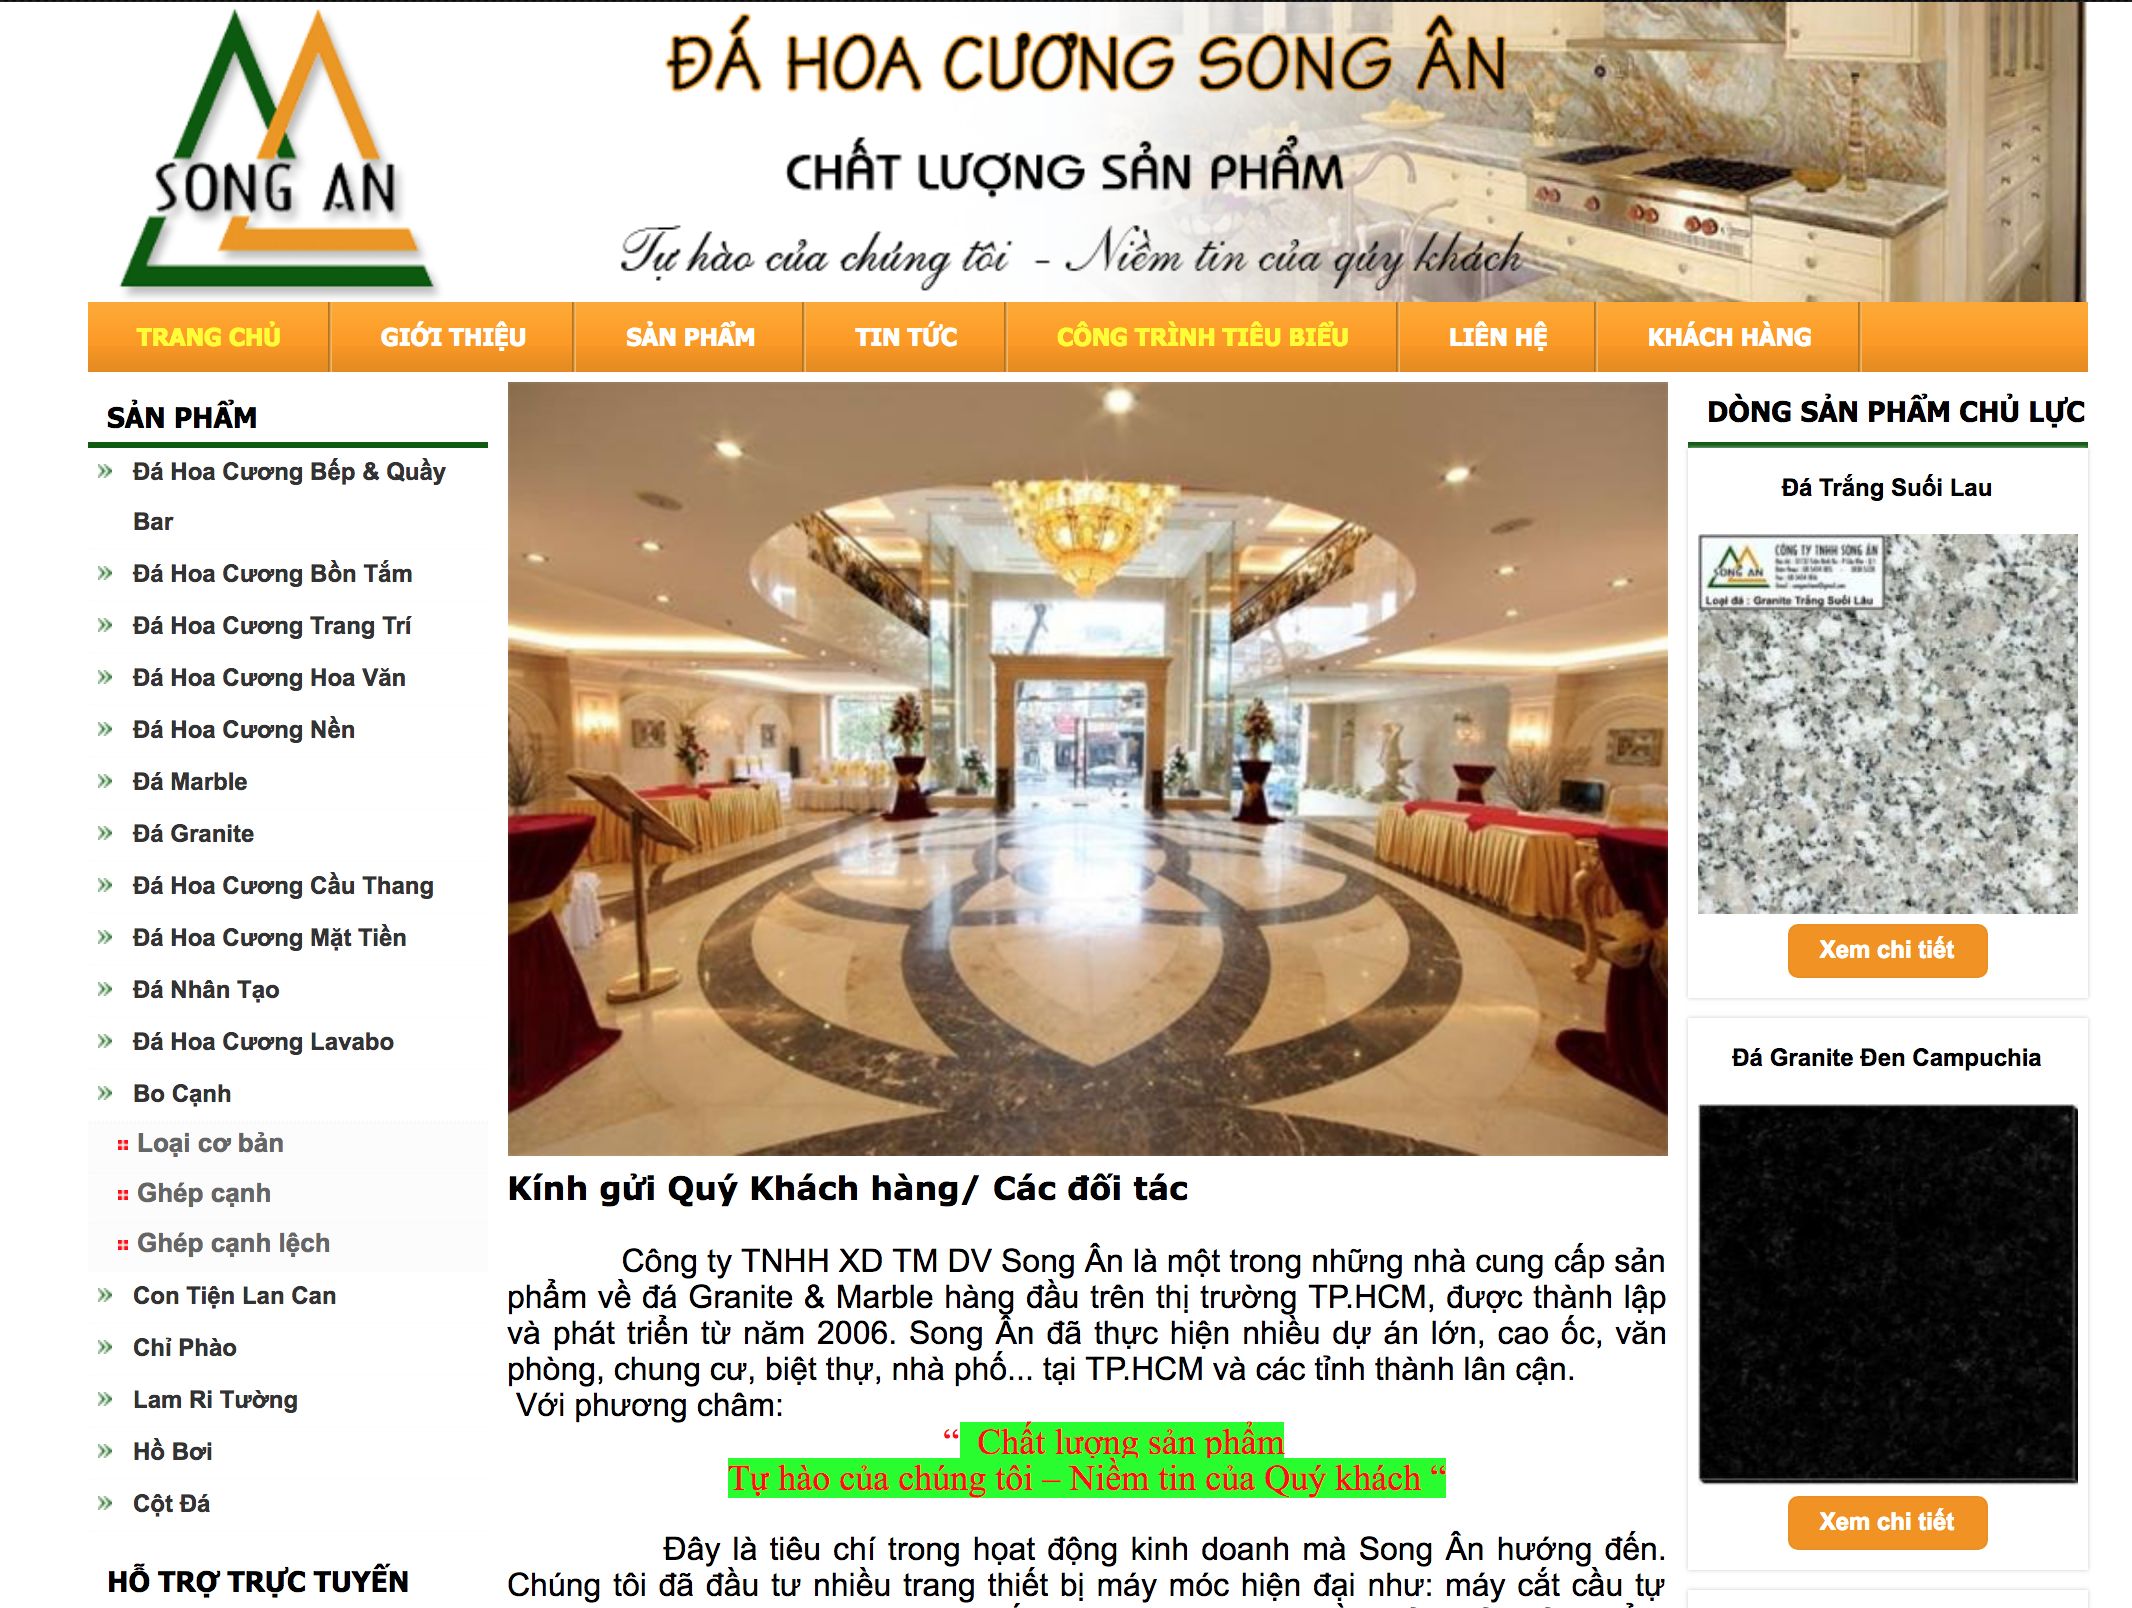 SONG AN
ĐÁ HOA CƯƠNG SONG ÂN
CHẤT LƯỢNG SẢN PHẨM
Tự hào của chúng tôi - Niềm tin của qúy khách
TRANG CHỦ
GIỚI THIỆU
SẢN PHẨM
TIN TỨC
CÔNG TRÌNH TIÊU BIỂU
LIÊN HỆ
KHÁCH HÀNG
SẢN PHẨM
Đá Hoa Cương Bếp & Quầy
Bar
Đá Hoa Cương Bồn Tắm
Đá Hoa Cương Trang Trí
Đá Hoa Cương Hoa Văn
Đá Hoa Cương Nền
Đá Marble
Đá Granite
Đá Hoa Cương Cầu Thang
Đá Hoa Cương Mặt Tiền
Đá Nhân Tạo
Đá Hoa Cương Lavabo
Bo Cạnh
Loại cơ bản
Ghép cạnh
Ghép cạnh lệch
Con Tiện Lan Can
Chỉ Phào
Lam Ri Tường
Hồ Bơi
Cột Đá
HỖ TRỢ TRỰC TUYẾN
Kính gửi Quý Khách hàng/ Các đối tác
Công ty TNHH XD TM DV Song Ân là một trong những nhà cung cấp sản
phẩm về đá Granite & Marble hàng đầu trên thị trường TP.HCM, được thành lập
và phát triển từ năm 2006. Song Ân đã thực hiện nhiều dự án lớn, cao ốc, văn
phòng, chung cư, biệt thự, nhà phố... tại TP.HCM và các tỉnh thành lân cận.
Với phương châm:
“ Chất lượng sản phẩm
Tự hào của chúng tôi – Niềm tin của Quý khách “
Đây là tiêu chí trong hoạt động kinh doanh mà Song Ân hướng đến.
Chúng tôi đã đầu tư nhiều trang thiết bị máy móc hiện đại như: máy cắt cầu tự
DÒNG SẢN PHẨM CHỦ LỰC
Đá Trắng Suối Lau
SONG AN
CÔNG TY TNHH SONG ÂN
Loại đá : Granite Trắng Suối Lâu
Xem chi tiết
Đá Granite Đen Campuchia
Xem chi tiết